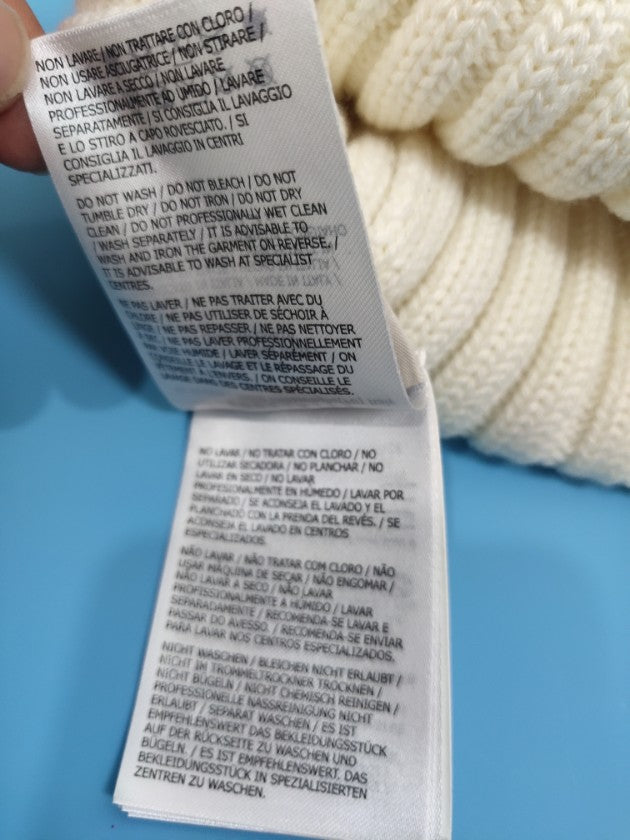 NON LAVARE / NON TRATTARE CON CLORO /
NON USARE ASCIUGATRICE / NON STIRARE /
NON LAVARE A SECCO / NON LAVARE
PROFESSIONALMENTE AD UMIDO / LAVARE
SEPARATAMENTE / SI CONSIGLIA IL LAVAGGIO
E LO STIRO A CAPO ROVESCIATO. / SI
CONSIGLIA IL LAVAGGIO IN CENTRI
SPECIALIZZATI.
DO NOT WASH / DO NOT BLEACH / DO NOT
TUMBLE DRY / DO NOT IRON / DO NOT DRY
CLEAN / DO NOT PROFESSIONALLY WET CLEAN
/ WASH SEPARATELY / IT IS ADVISABLE TO
WASH AND IRON THE GARMENT ON REVERSE. /
IT IS ADVISABLE TO WASH AT SPECIALIST
CENTRES.
NE PAS LAVER / NE PAS TRAITER AVEC DU
CHLORE / NE PAS UTILISER DE SÉCHOIR À
/ NE PAS REPASSER / NE PAS NETTOYER
/ NE PAS LAVER PROFESSIONNELLEMENT
VOIE HUMIDE / LAVER SÉPARÉMENT / ON
CONSEILLE LE LAVAGE ET LE REPASSAGE DU
L'ENVERS. / ON CONSEILLE LE
DANS DES CENTRES SPÉCIALISÉS.
NO LAVAR / NO TRATAR CON CLORO / NO
UTILIZAR SECADORA / NO PLANCHAR / NO
LAVAR EN SECO / NO LAVAR
PROFESIONALMENTE EN HUMEDO / LAVAR POR
SEPARADO / SE ACONSEJA EL LAVADO Y EL
PLANCHADO CON LA PRENDA DEL REVÉS. / SE
ACONSEJA EL LAVADO EN CENTROS
ESPECIALIZADOS.
NÃO LAVAR / NÃO TRATAR COM CLORO / NÃO
USAR MÁQUINA DE SECAR / NÃO ENGOMAR /
NÃO LAVAR A SECO / NÃO LAVAR
PROFISSIONALMENTE A HÚMIDO / LAVAR
SEPARADAMENTE / RECOMENDA-SE LAVAR E
PASSAR DO AVESSO. / RECOMENDA-SE ENVIAR
PARA LAVAR NOS CENTROS ESPECIALIZADOS.
NICHT WASCHEN / BLEICHEN NICHT ERLAUBT /
NICHT IM TROMMELTROCKNER TROCKNEN /
NICHT BÜGELN / NICHT CHEMISCH REINIGEN /
PROFESSIONELLE NASSREINIGUNG NICHT
ERLAUBT / SEPARAT WASCHEN / ES IST
EMPFEHLENSWERT DAS BEKLEIDUNGSSTÜCK
AUF DER RÜCKSEITE ZU WASCHEN UND
BÜGELN. / ES IST EMPFEHLENSWERT. DAS
BEKLEIDUNGSSTÜCK IN SPEZIALISIERTEN
ZENTREN ZU WASCHEN.